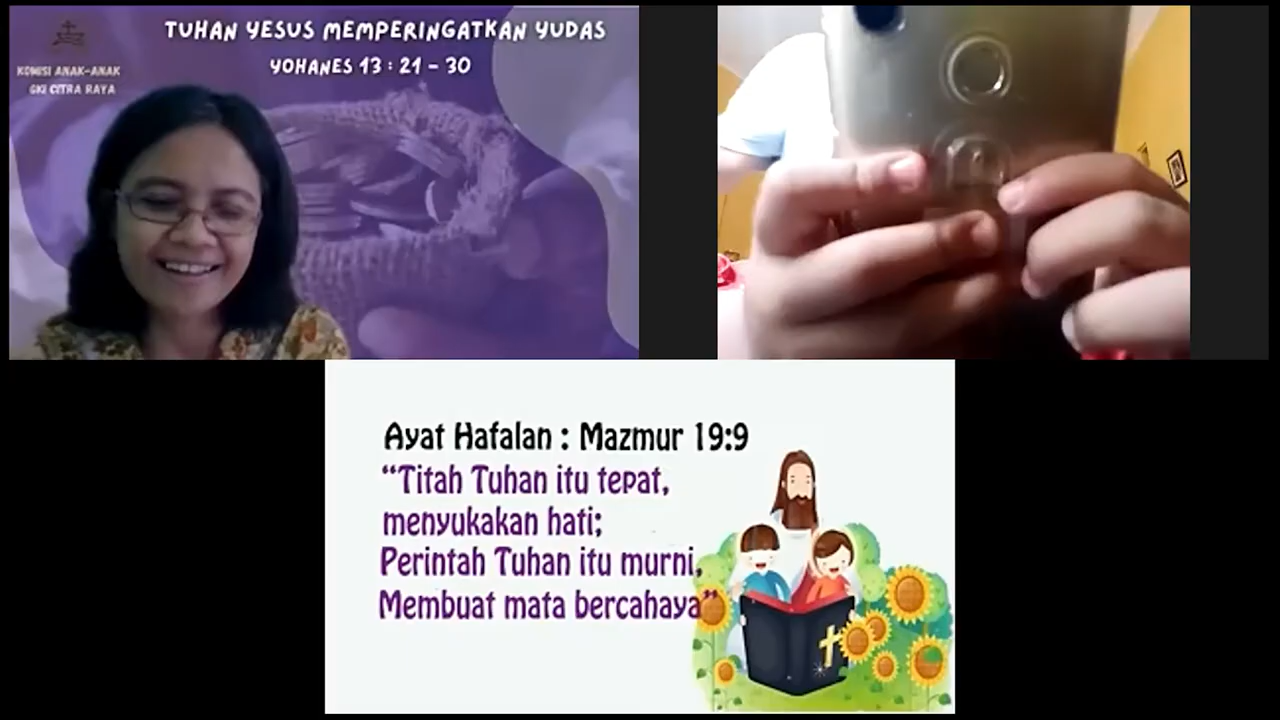 TUHAN YESUS MEMPERINGATKAN YUDAS
YOHANES 13 : 21 - 30
KOMISI ANAK-ANAK
GKI CITRA RAYA
Ayat Hafalan : Mazmur 19:9
“Titah Tuhan itu tepat,
menyukakan hati;
Perintah Tuhan itu murni,
Membuat mata bercahaya”